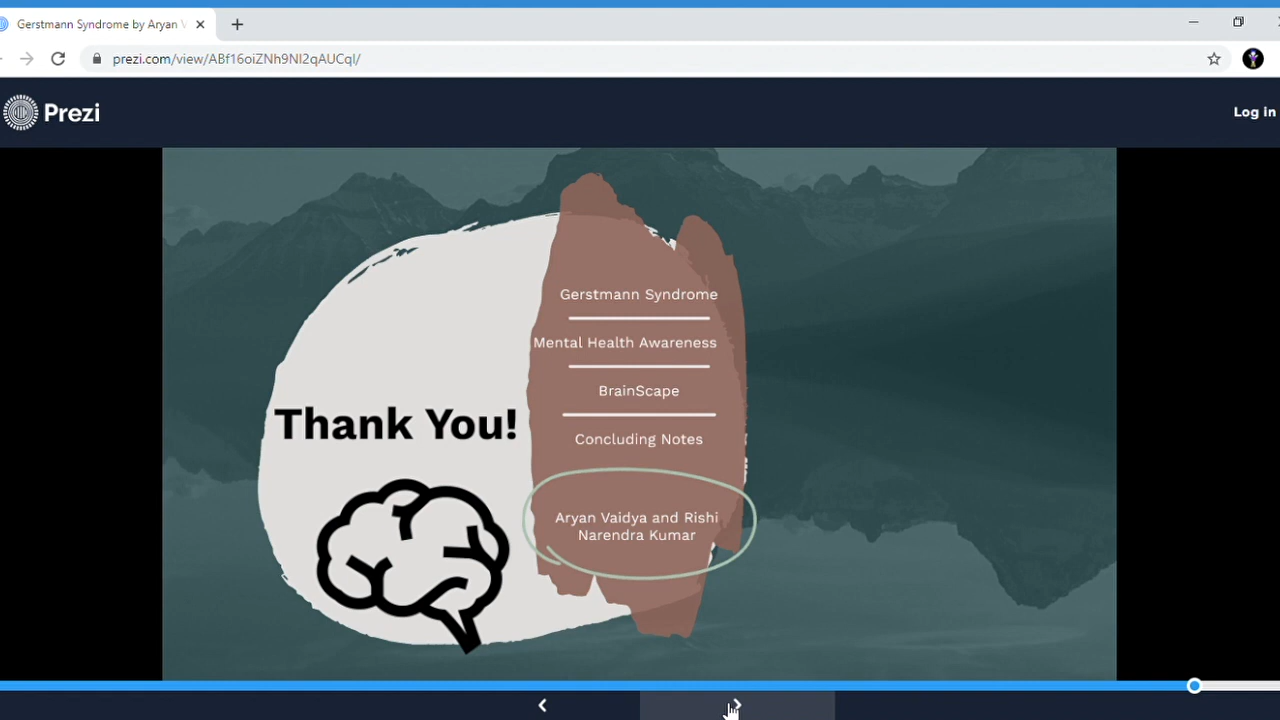 Gerstmann Syndrome by Aryan V
prezi.com/view/ABf16oiZNh9NI2qAUCqI/
Prezi
Log in
Gerstmann Syndrome
Mental Health Awareness
BrainScape
Concluding Notes
Thank You!
Aryan Vaidya and Rishi
Narendra Kumar